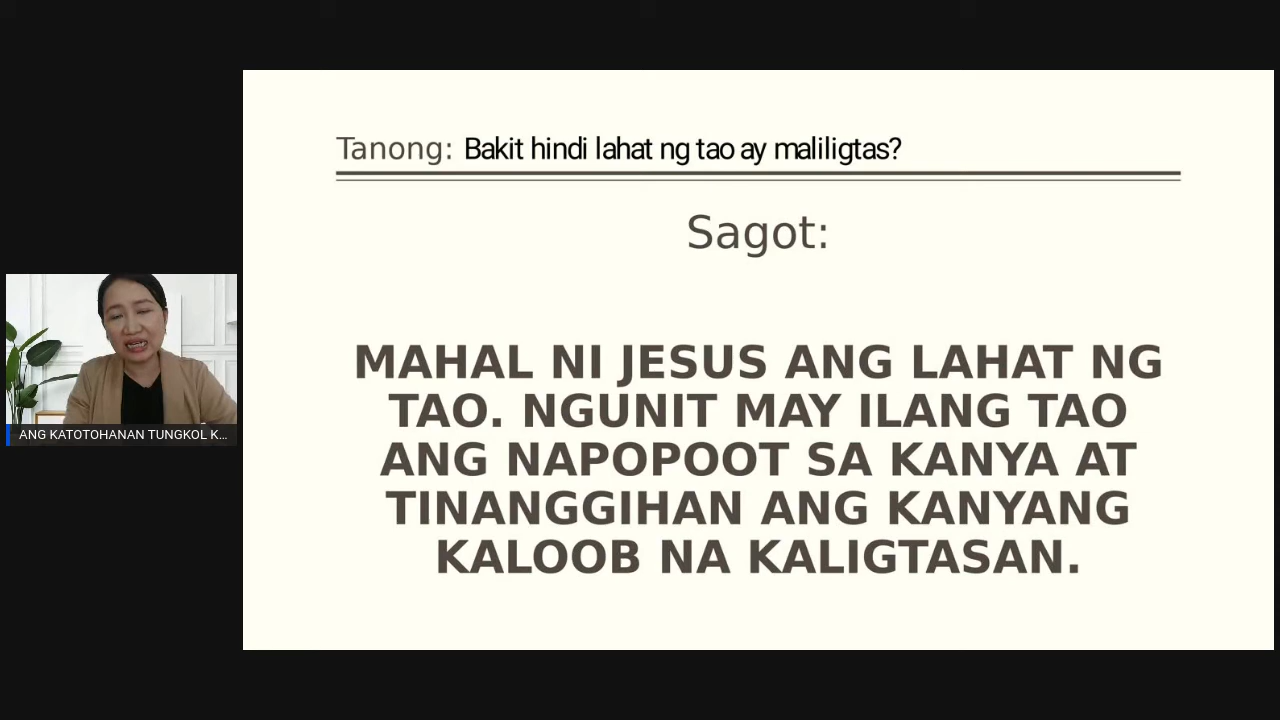 Tanong: Bakit hindi lahat ng tao ay maliligtas?
Sagot:
MAHAL NI JESUS ANG LAHAT NG
TAO. NGUNIT MAY ILANG TAO
ANG NAPOPOOT SA KANYA AT
TINANGGIHAN ANG KANYANG
KALOOB NA KALIGTASAN.
ANG KATOTOHANAN TUNGKOL K...